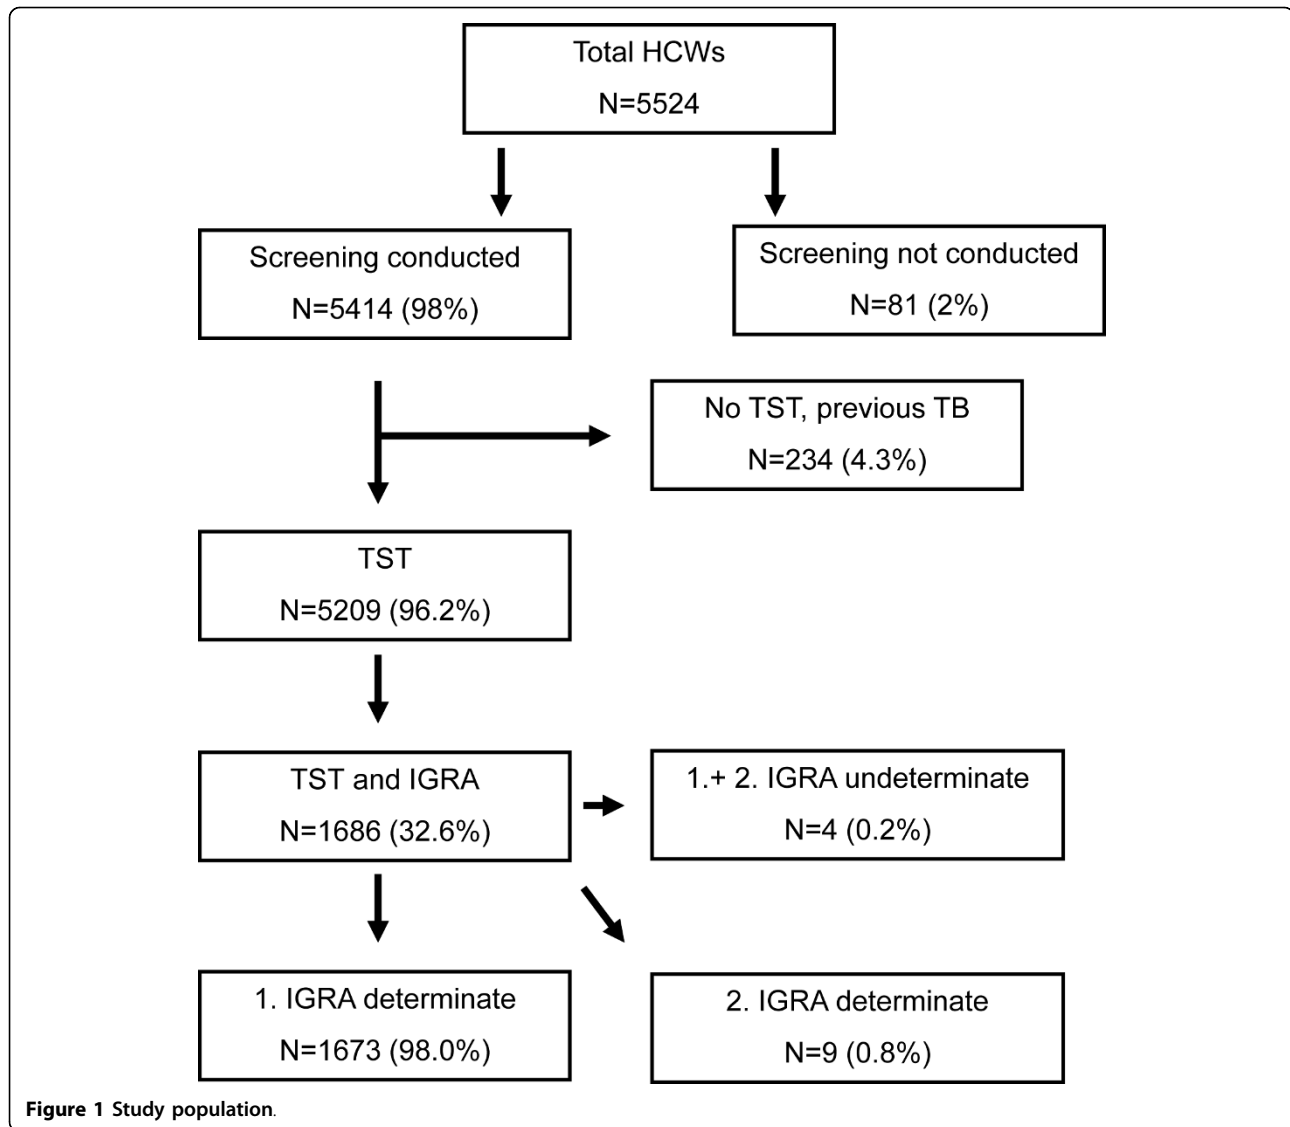 Total HCWs
N=5524
Screening conducted
N=5414 (98%)
Screening not conducted
N=81 (2%)
No TST, previous TB
N=234 (4.3%)
TST
N=5209 (96.2%)
TST and IGRA
N=1686 (32.6%)
1.+ 2. IGRA undeterminate
N=4 (0.2%)
1. IGRA determinate
N=1673 (98.0%)
2. IGRA determinate
N=9 (0.8%)
Figure 1 Study population.